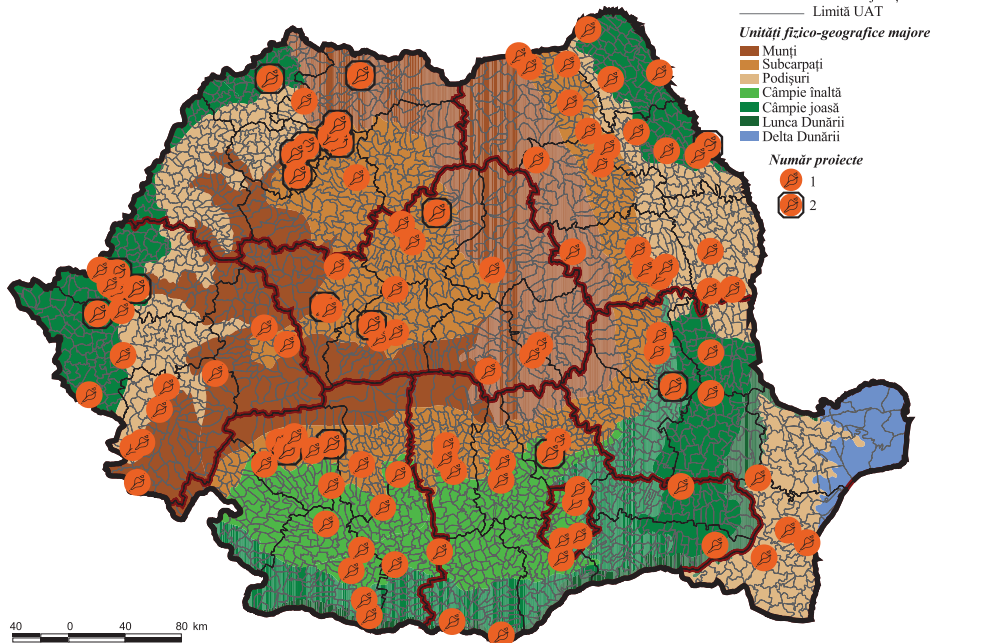 Limită UAT
Unități fizico-geografice majore
Munți
Subcarpați
Podișuri
Câmpie înaltă
Câmpie joasă
Lunca Dunării
Delta Dunării
Număr proiecte
1
2
40 0 40 80 km